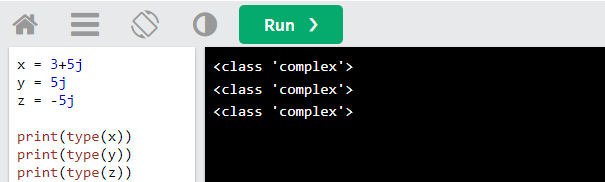 Run ❯
x = 3+5j
y = 5j
z = -5j
print(type(x))
print(type(y))
print(type(z))
<class 'complex'>
<class 'complex'>
<class 'complex'>